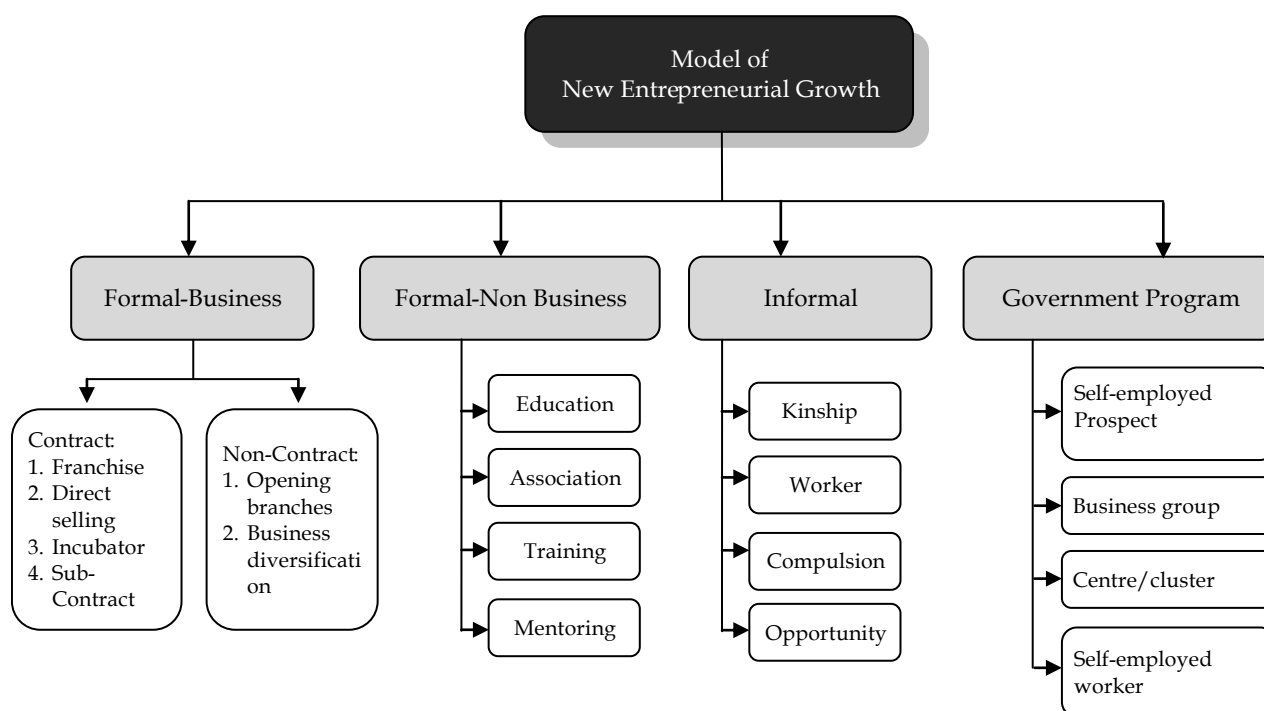 Model of
New Entrepreneurial Growth
Formal-Business
Formal-Non Business
Informal
Government Program
Contract:
1. Franchise
2. Direct
selling
3. Incubator
4. Sub-
Contract
Non-Contract:
1. Opening
branches
2. Business
diversificati
on
Education
Association
Training
Mentoring
Kinship
Worker
Compulsion
Opportunity
Self-employed
Prospect
Business group
Centre/cluster
Self-employed
worker